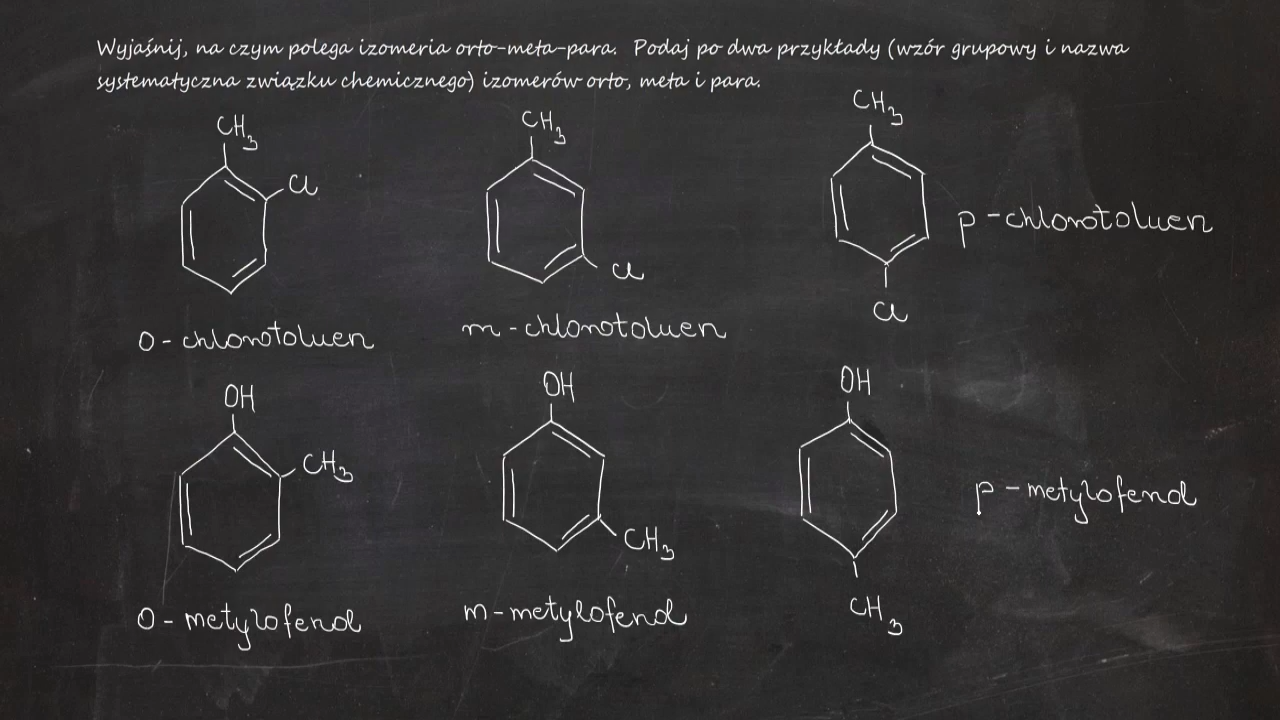 Wyjaśnij, na czym polega izomeria orto-meta-para. Podaj po dwa przykłady (wzór grupowy i nazwa
systematyczna związku chemicznego) izomerów orto, meta i para.
CH3
Cl
o - chlorotoluen
CH3
Cl
m - chlorotoluen
CH3
Cl
p - chlorotoluen
OH
CH3
o - metylofenol
OH
CH3
m - metylofenol
OH
CH3
p - metylofenol